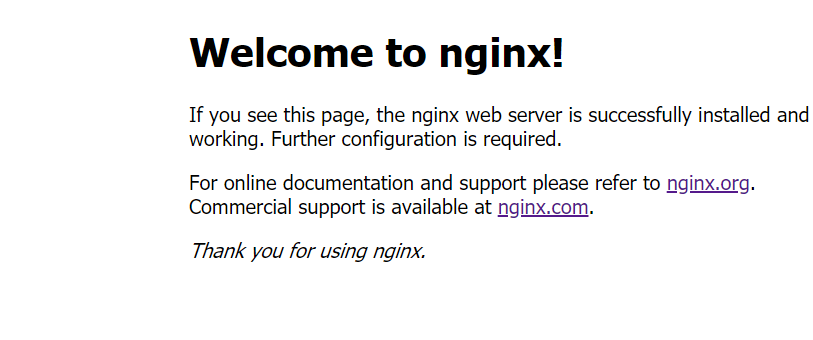 Welcome to nginx!
If you see this page, the nginx web server is successfully installed and
working. Further configuration is required.
For online documentation and support please refer to nginx.org.
Commercial support is available at nginx.com.
Thank you for using nginx.